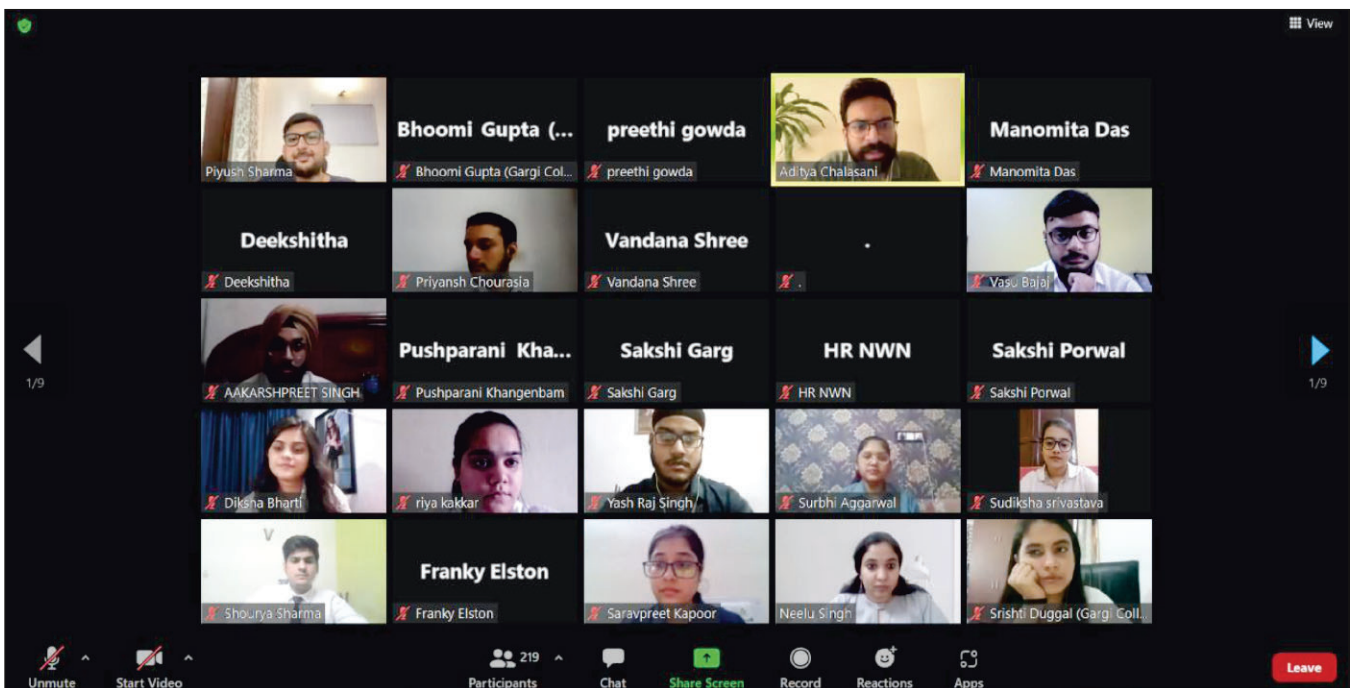 View
Piyush Sharma
Bhoomi Gupta (...
Bhoomi Gupta (Gargi Col...
preethi gowda
preethi gowda
Aditya Chalasani
Manomita Das
Manomita Das
Deekshitha
Deekshitha
Priyansh Chourasia
Vandana Shree
Vandana Shree
.
.
Vasu Bajaj
AAKARSHPREET SINGH
Pushparani Kha...
Pushparani Khangenbam
Sakshi Garg
Sakshi Garg
HR NWN
HR NWN
Sakshi Porwal
Sakshi Porwal
1/9
1/9
Diksha Bharti
riya kakkar
Yash Raj Singh
Surbhi Aggarwal
Sudiksha srivastava
Shourya Sharma
Franky Elston
Franky Elston
Saravpreet Kapoor
Neelu Singh
Srishti Duggal (Gargi Coll...
Unmute
Start Video
219
Participants
Chat
Share Screen
Record
Reactions
Apps
Leave